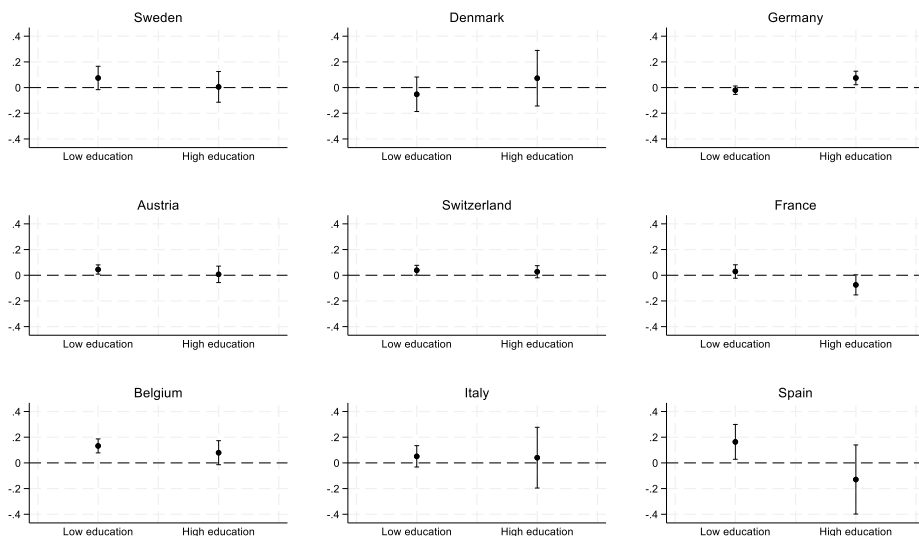 Sweden
Denmark
Germany
.4
.2
0
-.2
-.4
.4
.2
0
-.2
-.4
.4
.2
0
-.2
-.4
Low education
High education
Low education
High education
Low education
High education
Austria
Switzerland
France
.4
.2
0
-.2
-.4
.4
.2
0
-.2
-.4
.4
.2
0
-.2
-.4
Low education
High education
Low education
High education
Low education
High education
Belgium
Italy
Spain
.4
.2
0
-.2
-.4
.4
.2
0
-.2
-.4
.4
.2
0
-.2
-.4
Low education
High education
Low education
High education
Low education
High education